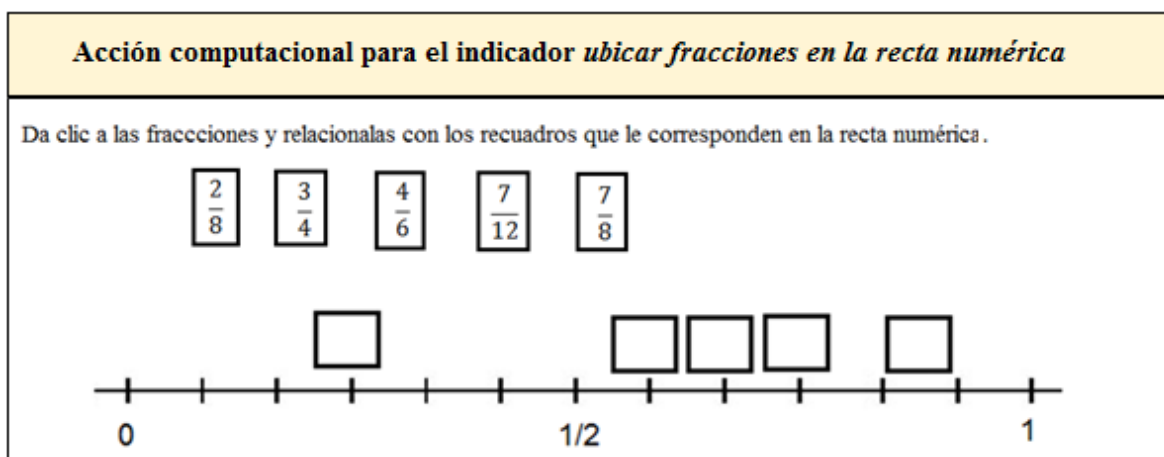 Acción computacional para el indicador ubicar fracciones en la recta numérica
Da clic a las fraccciones y relacionalas con los recuadros que le corresponden en la recta numérica.
2/8 3/4 4/6 7/12 7/8
0 1/2 1